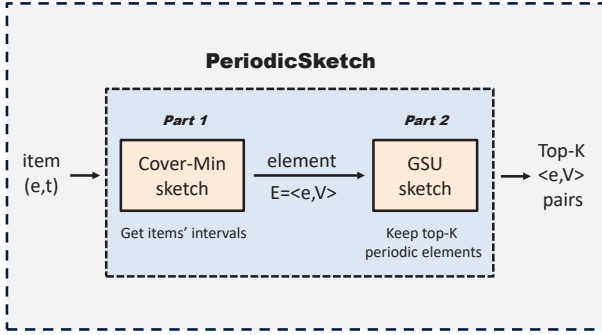 PeriodicSketch
Part 1
Part 2
item
(e,t)
Cover-Min
sketch
element
E=<e,V>
GSU
sketch
Top-K
<e,V>
pairs
Get items' intervals
Keep top-K
periodic elements